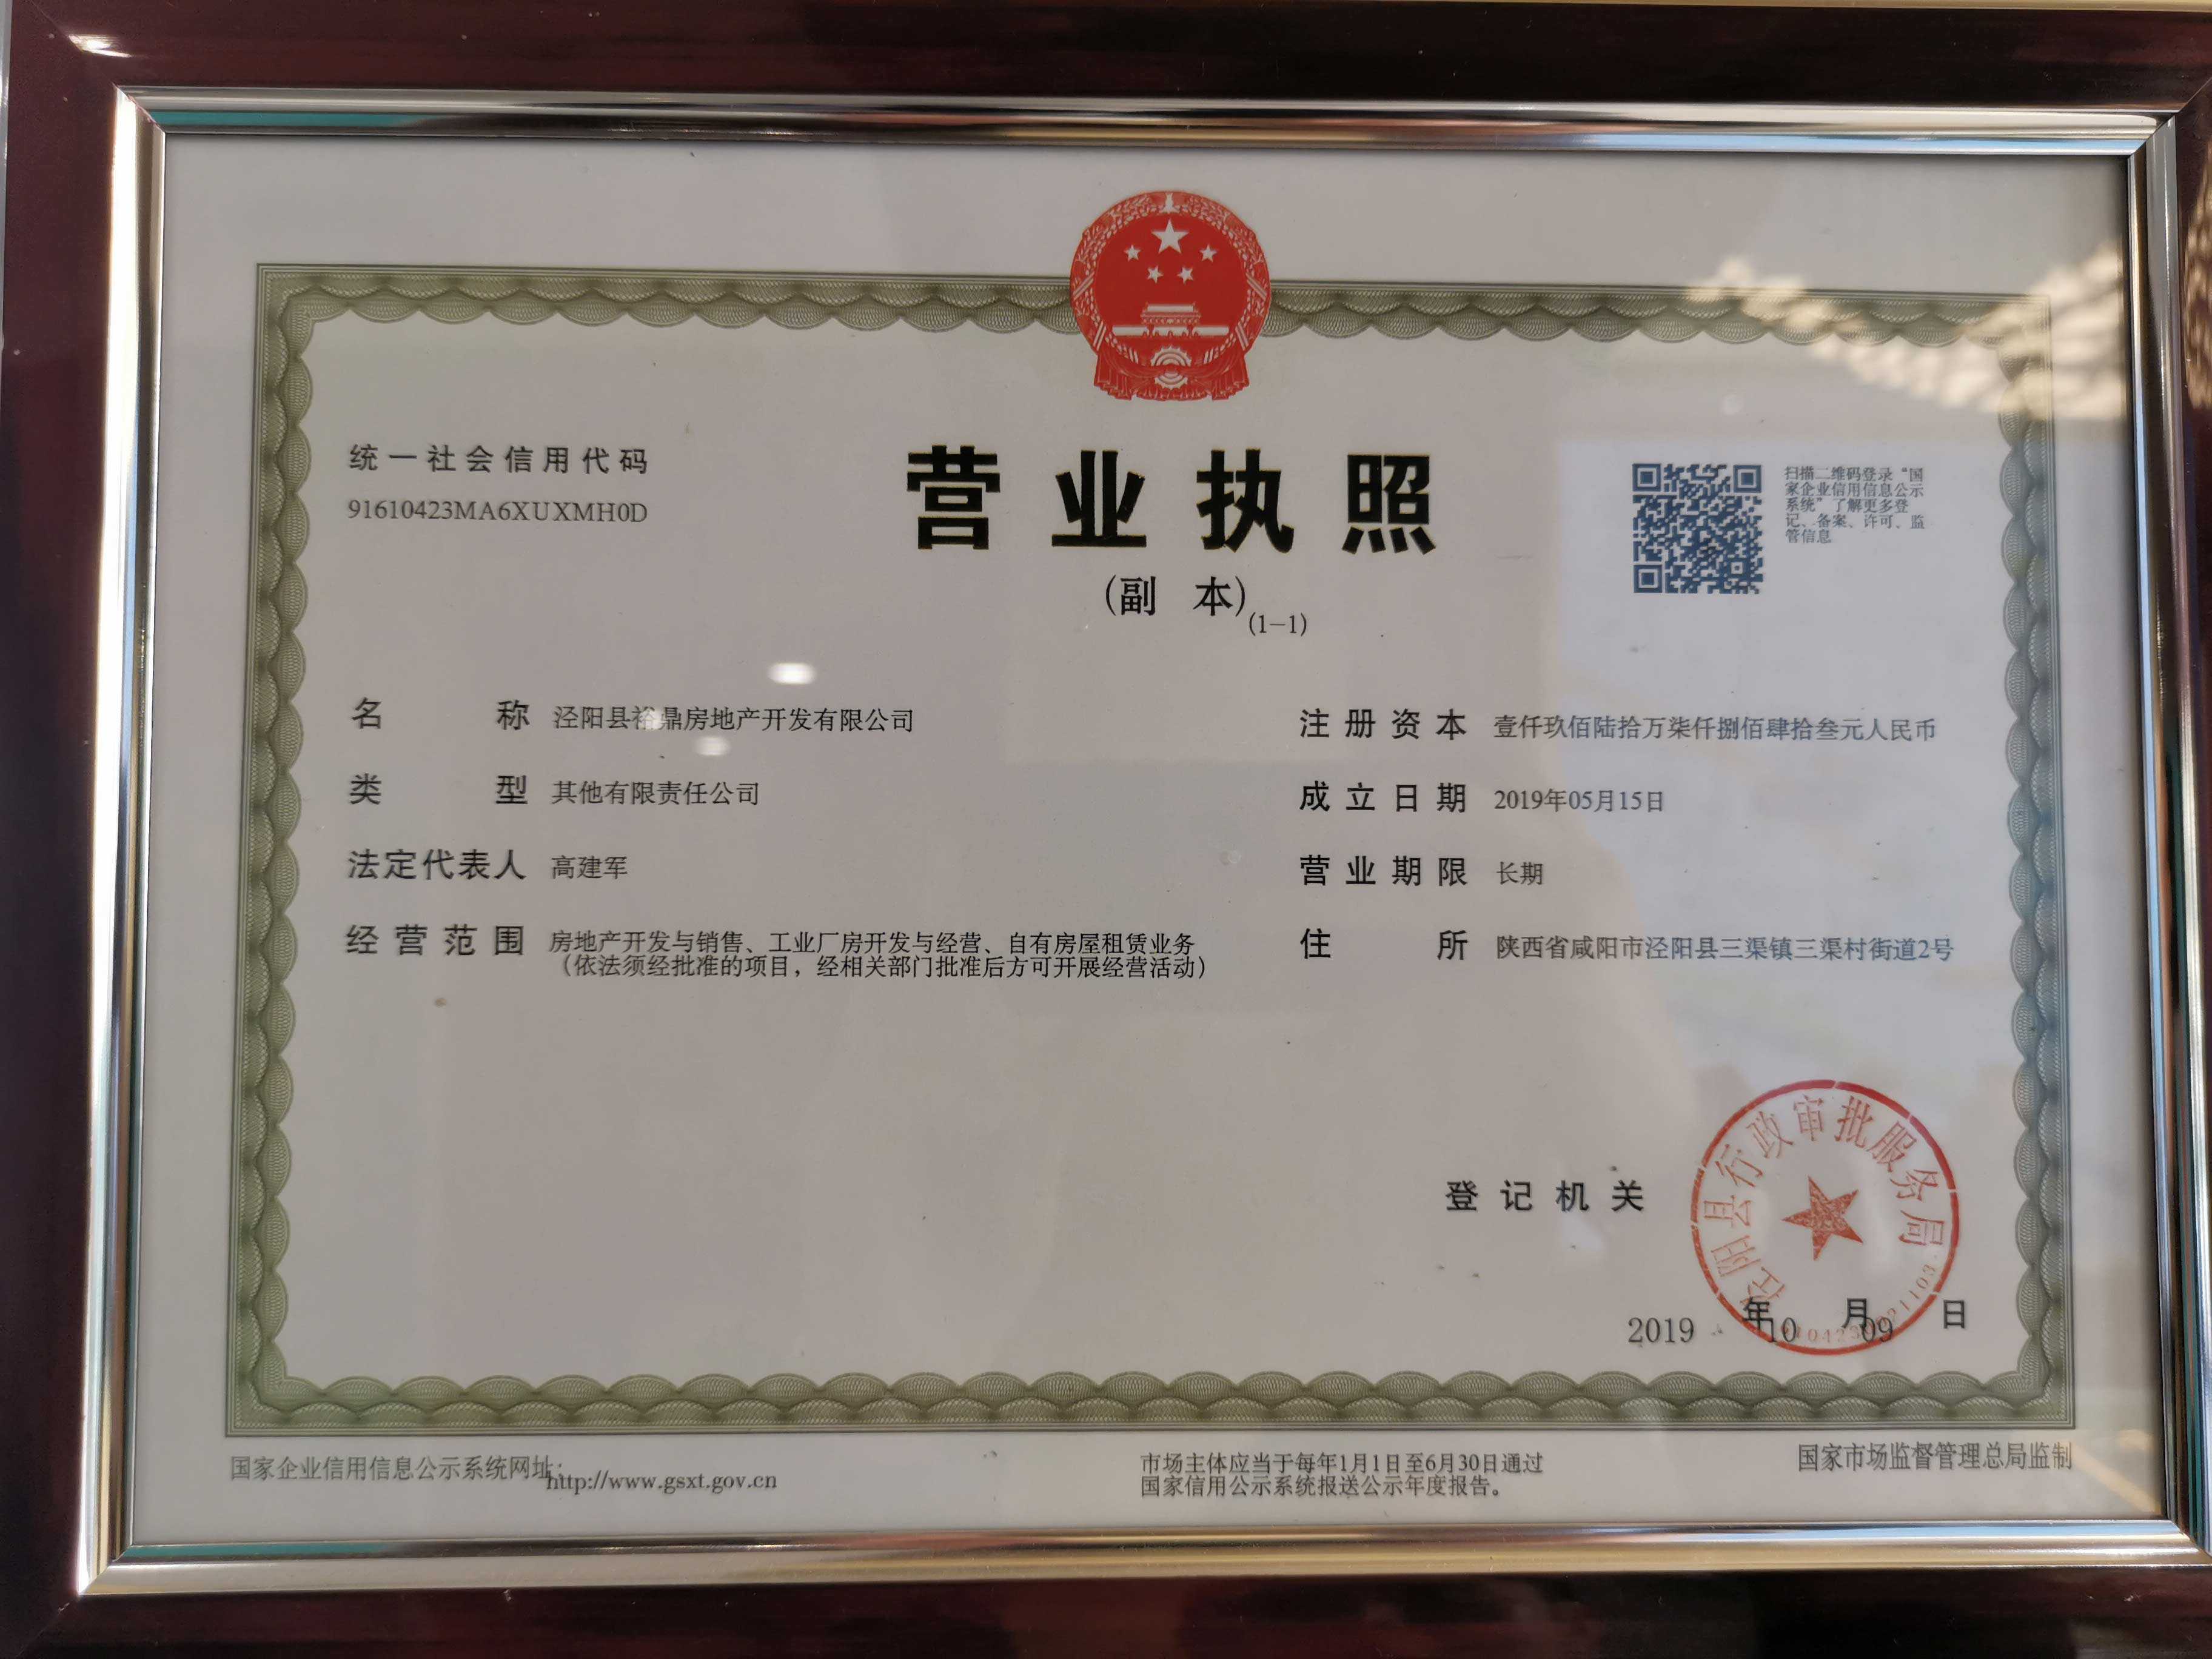 统一社会信用代码
91610423MA6XUXMH0D
营业执照
(副 本)(1-1)
扫描二维码登录“国
家企业信用信息公示
系统”了解更多登
记、备案、许可、监
管信息
名 称 泾阳县裕鼎房地产开发有限公司
类 型 其他有限责任公司
法定代表人 高建军
经营范围 房地产开发与销售、工业厂房开发与经营、自有房屋租赁业务
(依法须经批准的项目，经相关部门批准后方可开展经营活动)
注册资本 壹仟玖佰陆拾万柒仟捌佰肆拾叁元人民币
成立日期 2019年05月15日
营业期限 长期
住 所 陕西省咸阳市泾阳县三渠镇三渠村街道2号
登记机关
泾阳县行政审批服务局
2019 年 10 月 09 日
国家企业信用信息公示系统网址：http://www.gsxt.gov.cn
市场主体应当于每年1月1日至6月30日通过
国家信用公示系统报送公示年度报告。
国家市场监督管理总局监制